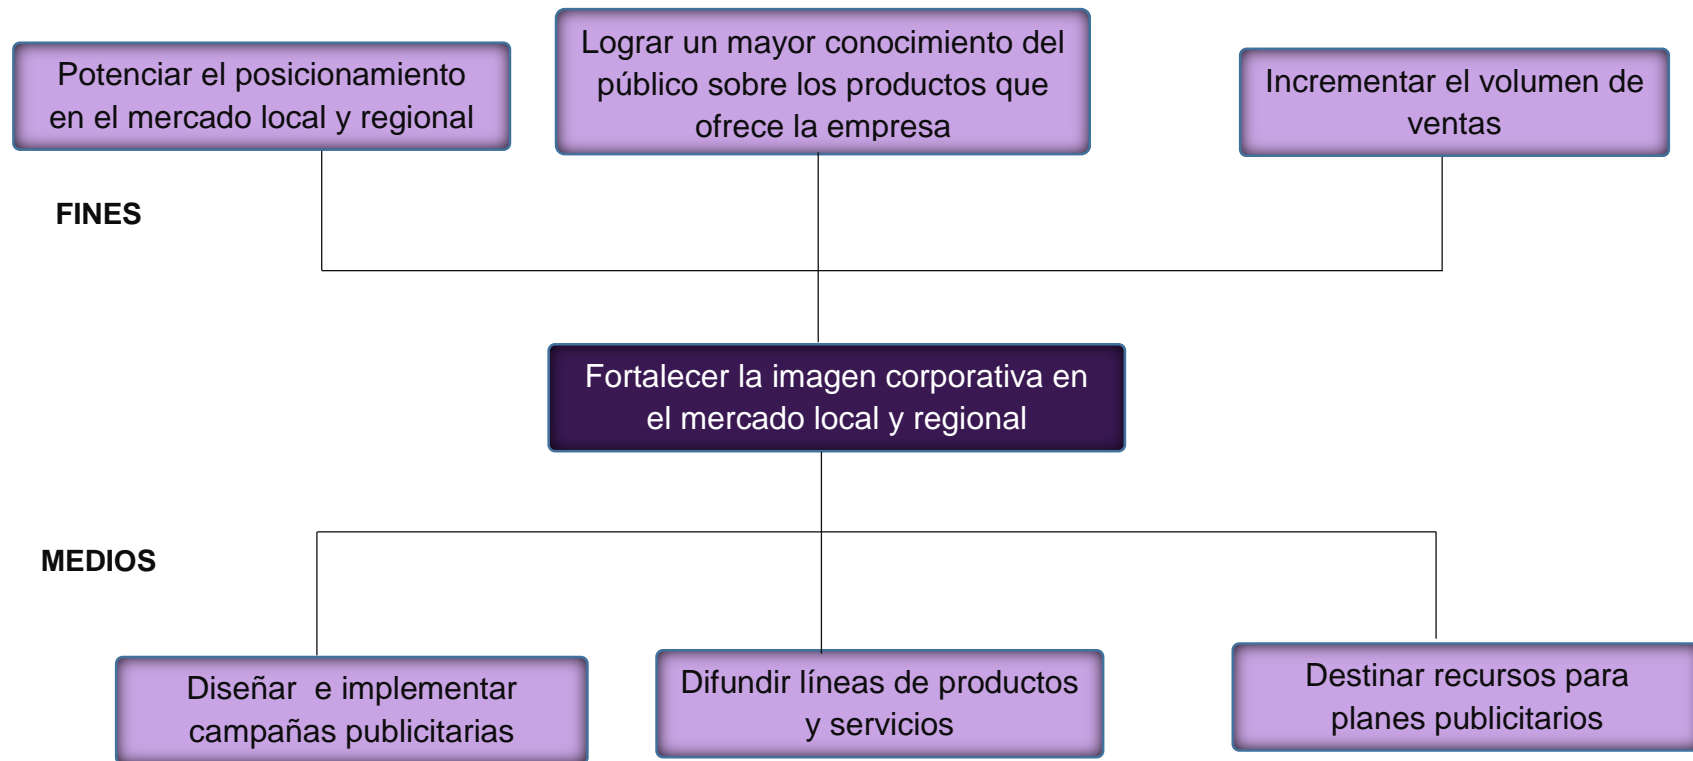 Potenciar el posicionamiento
en el mercado local y regional
Lograr un mayor conocimiento del
público sobre los productos que
ofrece la empresa
Incrementar el volumen de
ventas
FINES
Fortalecer la imagen corporativa en
el mercado local y regional
MEDIOS
Diseñar  e implementar
campañas publicitarias
Difundir líneas de productos
y servicios
Destinar recursos para
planes publicitarios